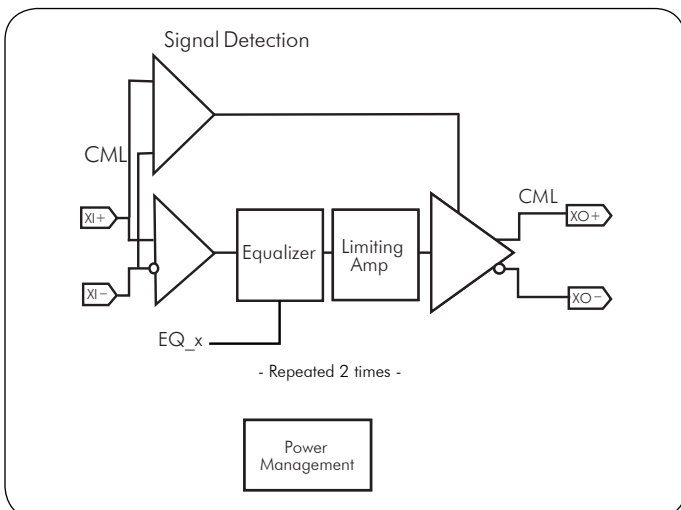 Signal Detection
CML
XI+
XI−
Equalizer
Limiting
Amp
CML
XO+
XO−
EQ_x
- Repeated 2 times -
Power
Management